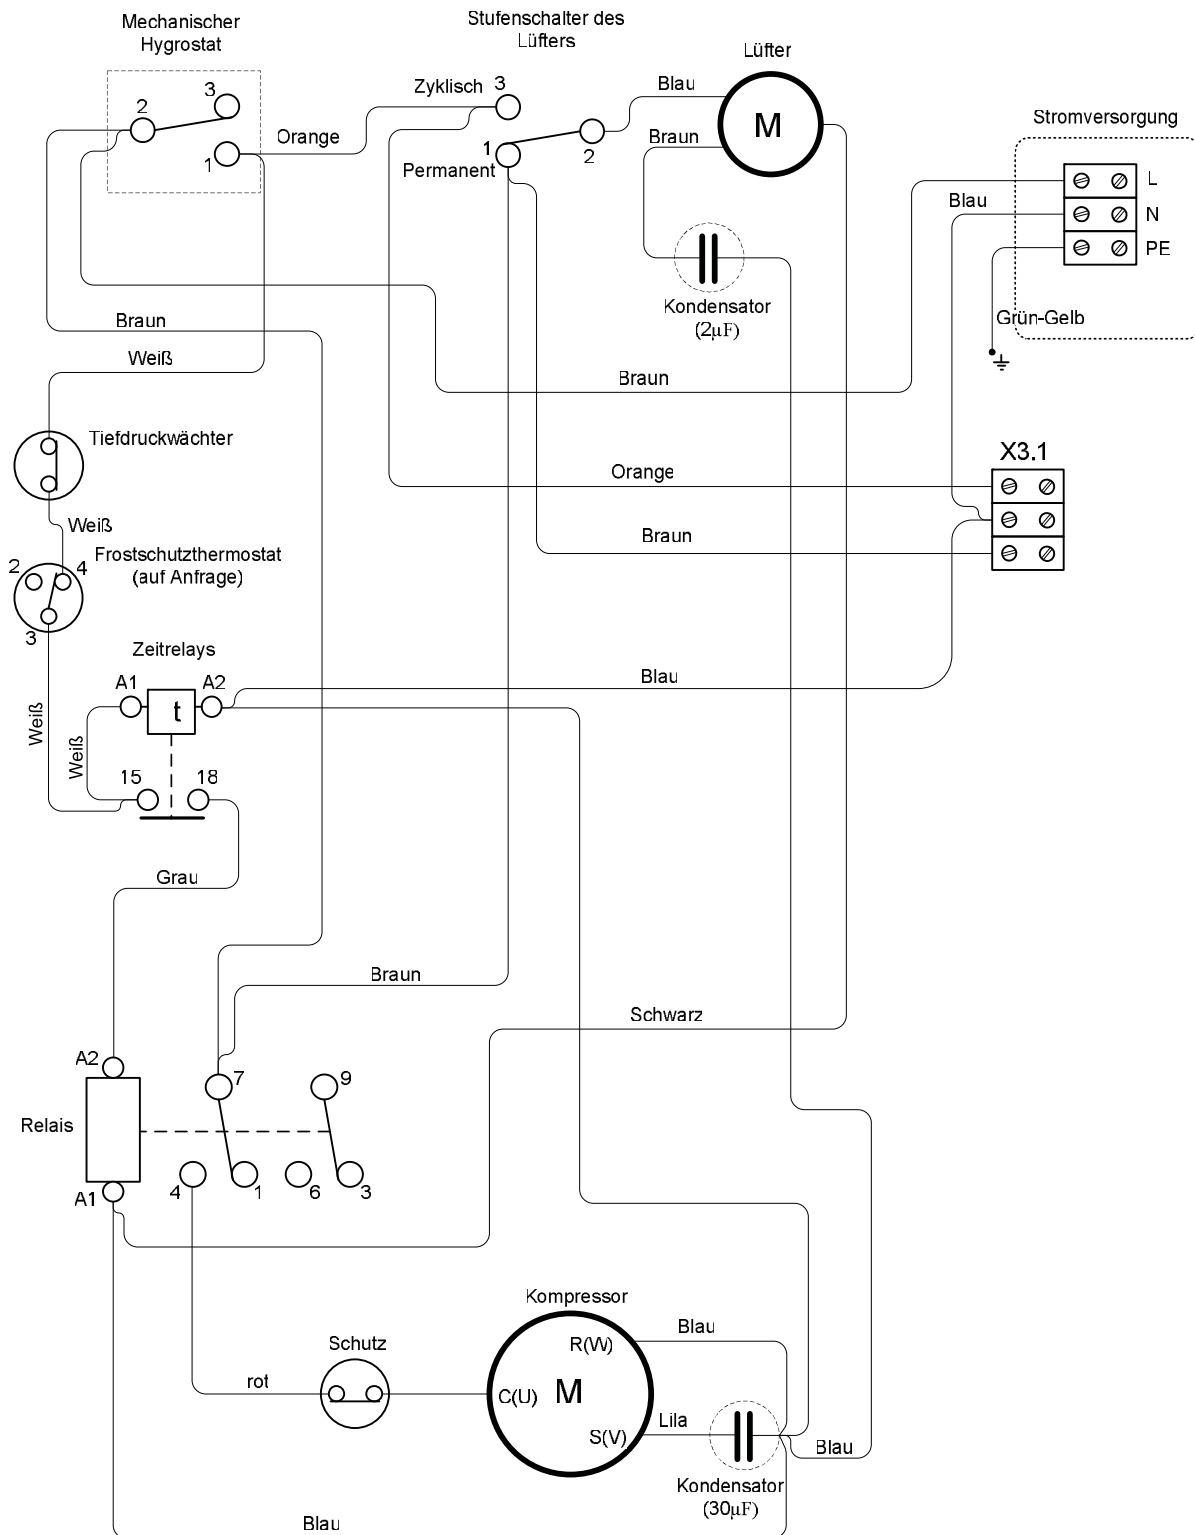 Mechanischer
Hygrostat
Stufenschalter des
Lüfters
Lüfter
Stromversorgung
2
3
1
Orange
Zyklisch
3
1
Permanent
2
Blau
Braun
M
L
N
PE
Blau
Grün-Gelb
Kondensator
(2µF)
Braun
Weiß
Braun
Tiefdruckwächter
X3.1
Orange
Weiß
Braun
Frostschutzthermostat
(auf Anfrage)
2
4
3
Zeitrelays
A1
t
A2
Blau
Weiß
Weiß
15
18
Grau
Braun
Schwarz
A2
Relais
A1
7
9
4
1
6
3
Kompressor
Schutz
rot
R(W)
C(U)
M
S(V)
Blau
Lila
Blau
Kondensator
(30µF)
Blau